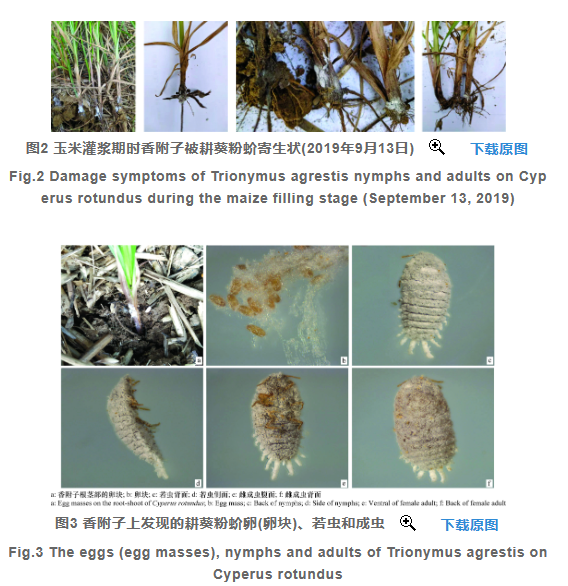 图2 玉米灌浆期时香附子被耕葵粉蚧寄生状(2019年9月13日) 下载原图
Fig.2 Damage symptoms of Trionymus agrestis nymphs and adults on Cyp
erus rotundus during the maize filling stage (September 13, 2019)
a b c
d e f
a: 香附子根茎部的卵块; b: 卵块; c: 若虫背面; d: 若虫侧面; e: 雌成虫腹面; f: 雌成虫背面
a: Egg masses on the root-shoot of Cyperus rotundus; b: Egg mass; c: Back of nymphs; d: Side of nymphs; e: Ventral of female adult; f: Back of female adult
图3 香附子上发现的耕葵粉蚧卵(卵块)、若虫和成虫 下载原图
Fig.3 The eggs (egg masses), nymphs and adults of Trionymus agrestis on
Cyperus rotundus